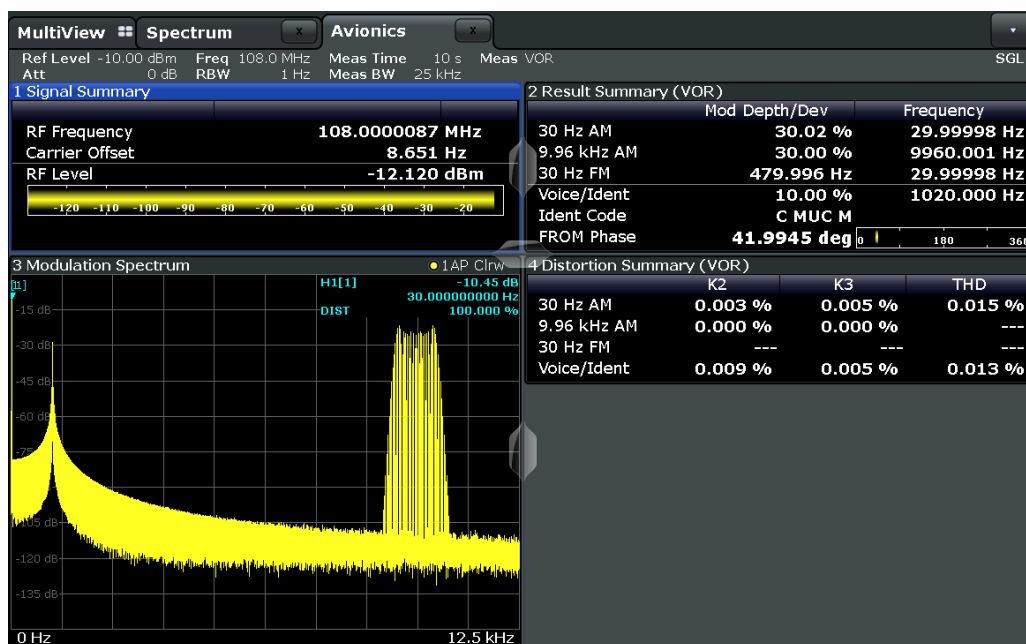 MultiView Spectrum x Avionics x
Ref Level -10.00 dBm Freq 108.0 MHz Meas Time 10 s Meas VOR SGL
Att 0 dB RBW 1 Hz Meas BW 25 kHz
1 Signal Summary
RF Frequency 108.0000087 MHz
Carrier Offset 8.651 Hz
RF Level -12.120 dBm
-120 -110 -100 -90 -80 -70 -60 -50 -40 -30 -20
2 Result Summary (VOR)
Mod Depth/Dev Frequency
30 Hz AM 30.02 % 29.99998 Hz
9.96 kHz AM 30.00 % 9960.001 Hz
30 Hz FM 479.996 Hz 29.99998 Hz
Voice/Ident 10.00 % 1020.000 Hz
Ident Code C MUC M
FROM Phase 41.9945 deg 0 180 360
3 Modulation Spectrum 1AP Clrw
[1] H1[1] -10.45 dB
30.000000000 Hz
DIST 100.000 %
-15 dB
-30 dB
-45 dB
-60 dB
-75
-105 dB
-120 dB
-135 dB
0 Hz 12.5 kHz
4 Distortion Summary (VOR)
K2 K3 THD
30 Hz AM 0.003 % 0.005 % 0.015 %
9.96 kHz AM 0.000 % 0.000 % ---
30 Hz FM --- --- ---
Voice/Ident 0.009 % 0.005 % 0.013 %